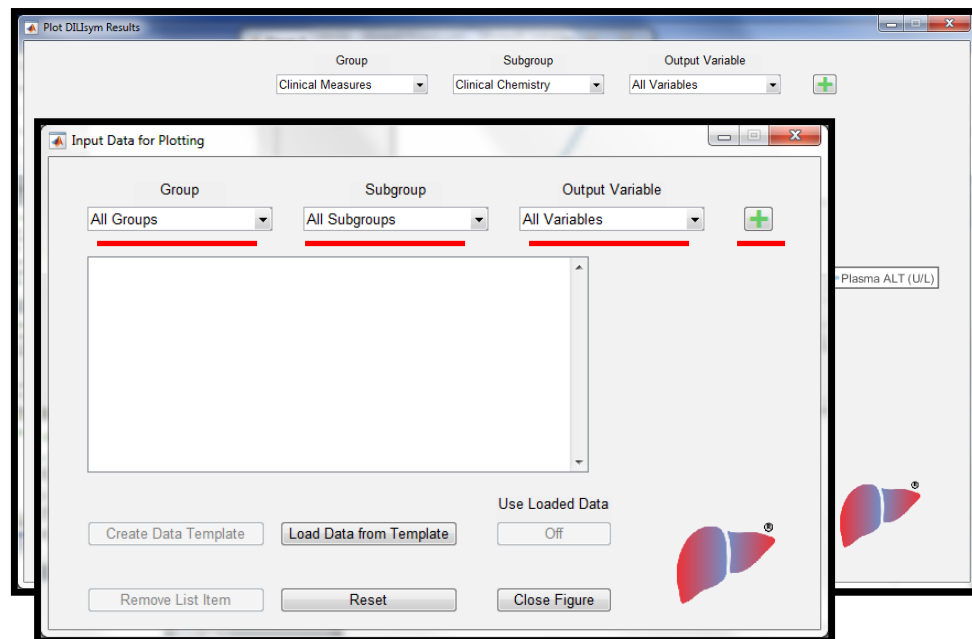 Plot DILIsym Results
Group Subgroup Output Variable
Clinical Measures Clinical Chemistry All Variables
Input Data for Plotting
Group Subgroup Output Variable
All Groups All Subgroups All Variables
Plasma ALT (U/L)
Use Loaded Data
Create Data Template Load Data from Template Off
Remove List Item Reset Close Figure
®
®